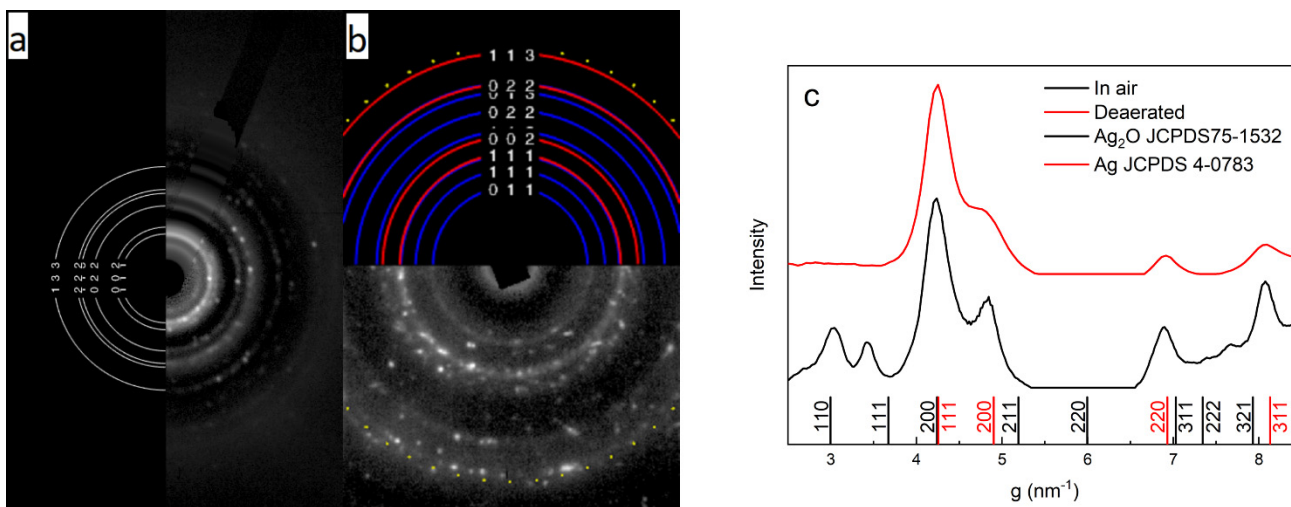 a
1 3 3
2 2 2
0 2 2
0 0 2
1 1 1
b
1 1 3
0 2 2
0 2 2
0 0 2
1 1 1
1 1 1
0 1 1
c
In air
Deaerated
Ag₂O JCPDS75-1532
Ag JCPDS 4-0783
Intensity
110
111
200
111
200
211
220
220
311
222
321
311
3 4 5 6 7 8
g (nm⁻¹)